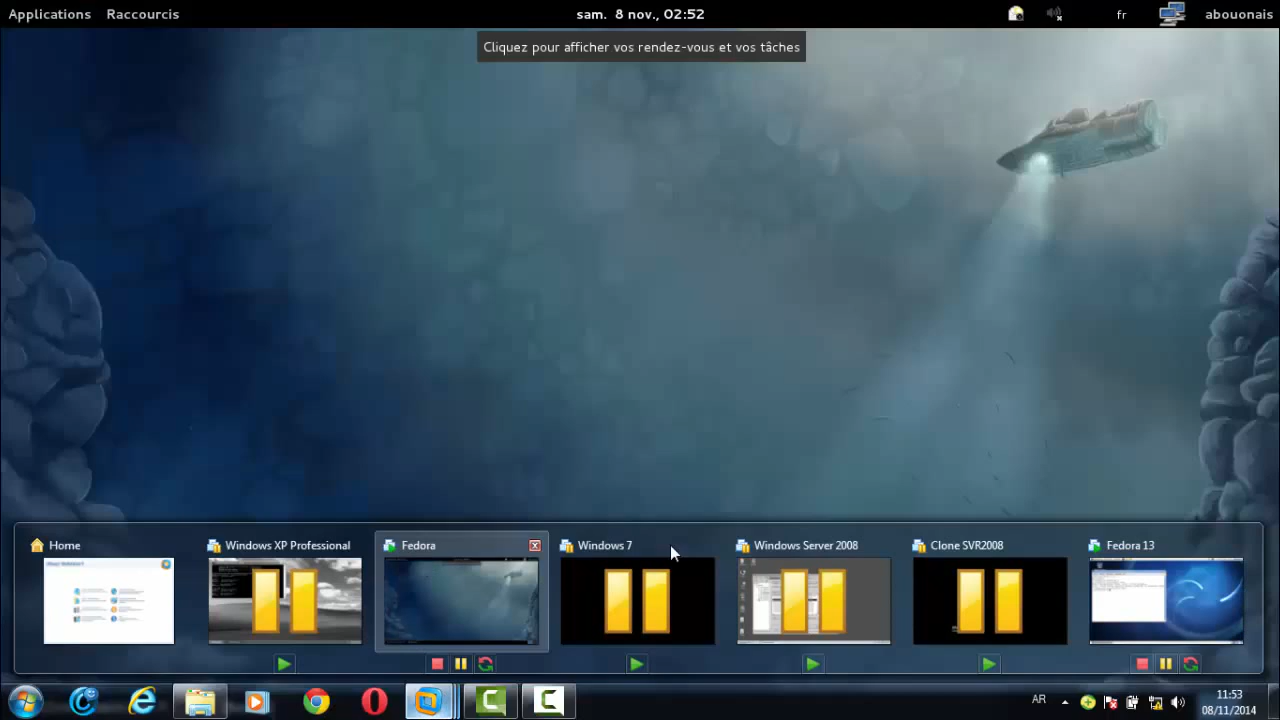 Applications Raccourcis sam. 8 nov., 02:52 fr abouonais
Cliquez pour afficher vos rendez-vous et vos tâches
Home Windows XP Professional Fedora Windows 7 Windows Server 2008 Clone SVR2008 Fedora 13
AR 11:53
08/11/2014